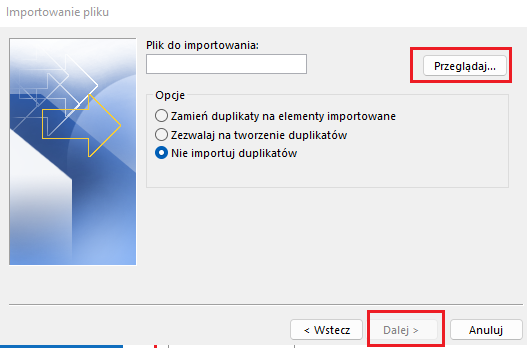 Importowanie pliku
Plik do importowania:
Przeglądaj...
Opcje
Zamień duplikaty na elementy importowane
Zezwalaj na tworzenie duplikatów
Nie importuj duplikatów
< Wstecz
Dalej >
Anuluj